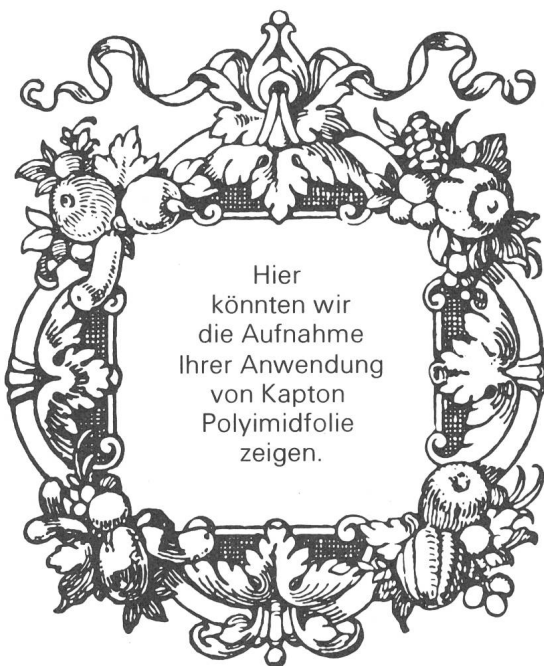 Hier
könnten wir
die Aufnahme
Ihrer Anwendung
von Kapton
Polyimidfolie
zeigen.